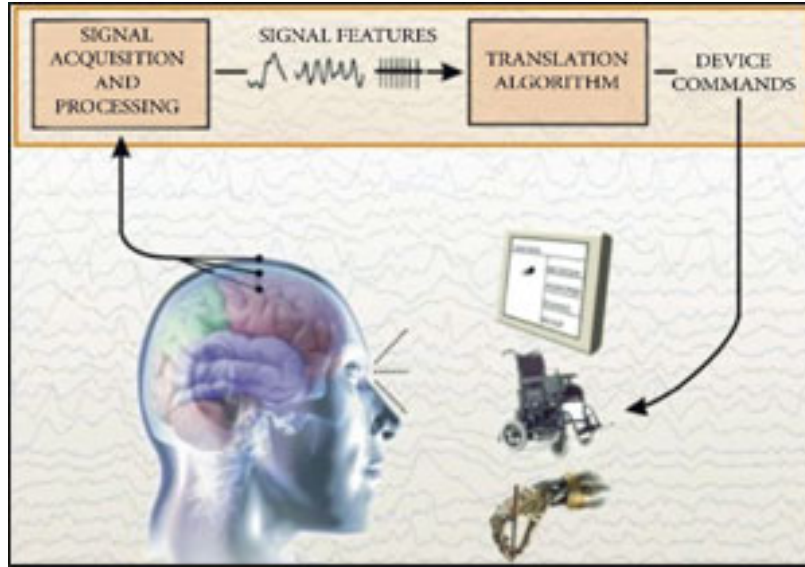 SIGNAL
ACQUISITION
AND
PROCESSING
SIGNAL FEATURES
TRANSLATION
ALGORITHM
DEVICE
COMMANDS